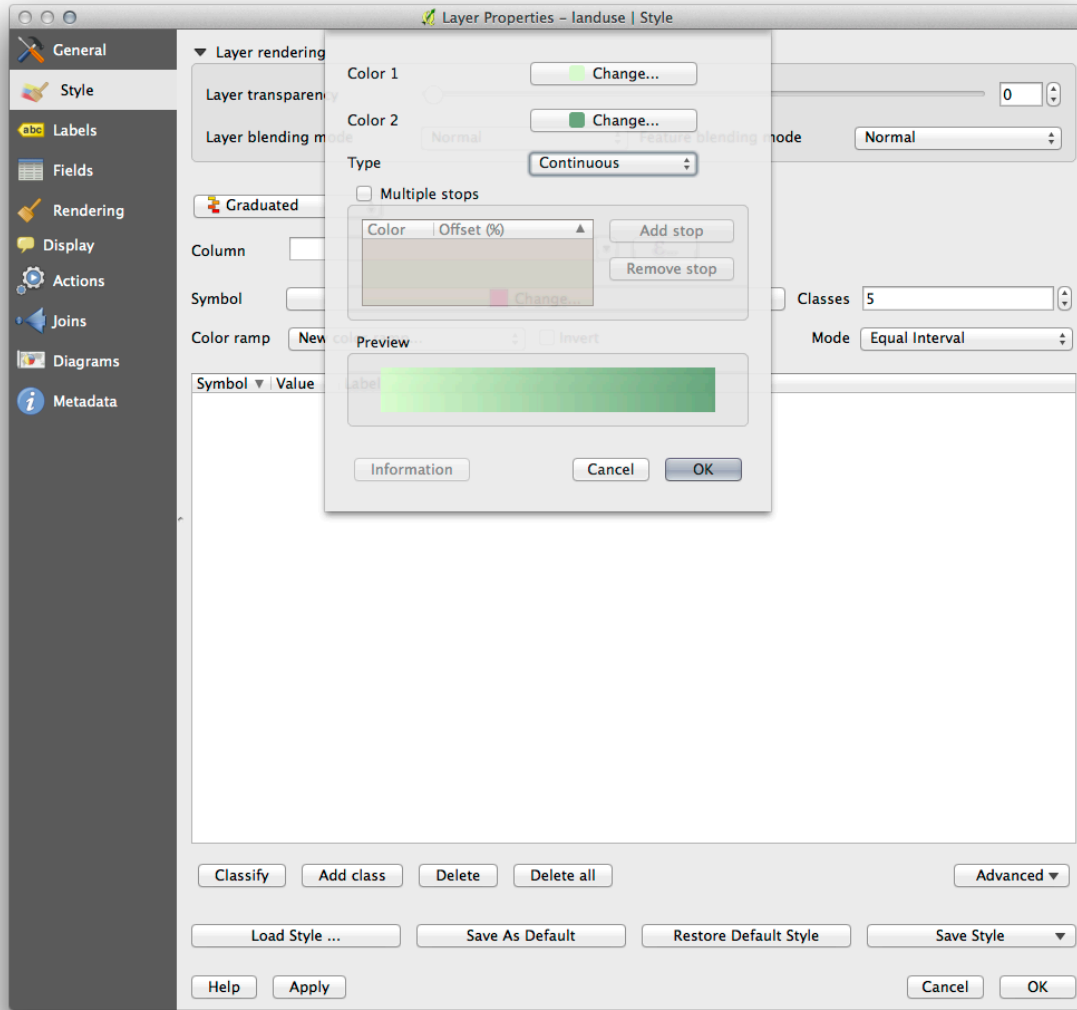 Layer Properties – landuse | Style
General
Style
abc Labels
Fields
Rendering
Display
Actions
Joins
Diagrams
i Metadata
Layer rendering
Layer transparency
0
Layer blending mode Normal Feature blending mode Normal
Color 1 Change...
Color 2 Change...
Type Continuous
Multiple stops
Color Offset (%)
Add stop
Remove stop
Preview
Information Cancel OK
Graduated
Column
Symbol Change... Classes 5
Color ramp New color ramp... Invert Mode Equal Interval
Symbol Value Label
Classify Add class Delete Delete all Advanced
Load Style ... Save As Default Restore Default Style Save Style
Help Apply Cancel OK